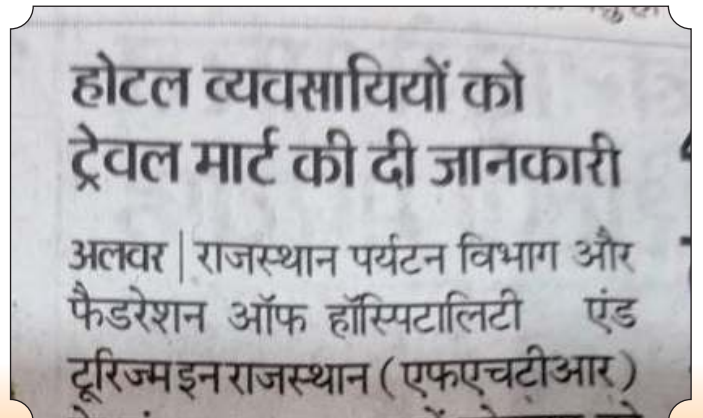 होटल व्यवसायियों को
ट्रेवल मार्ट की दी जानकारी
अलवर | राजस्थान पर्यटन विभाग और
फैडरेशन ऑफ हॉस्पिटालिटी एंड
टूरिज्म इन राजस्थान ( एफएचटीआर )